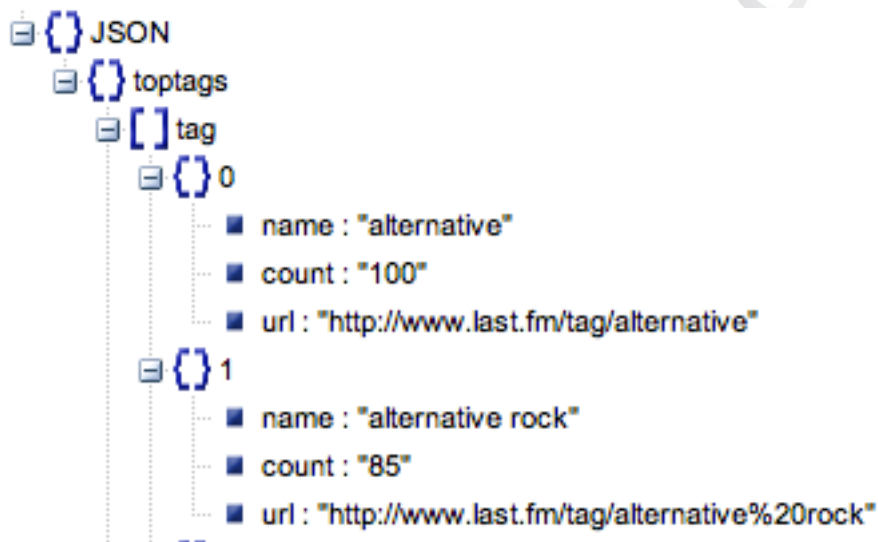 {} JSON
{} toptags
[] tag
{} 0
name : "alternative"
count : "100"
url : "http://www.last.fm/tag/alternative"
{} 1
name : "alternative rock"
count : "85"
url : "http://www.last.fm/tag/alternative%20rock"